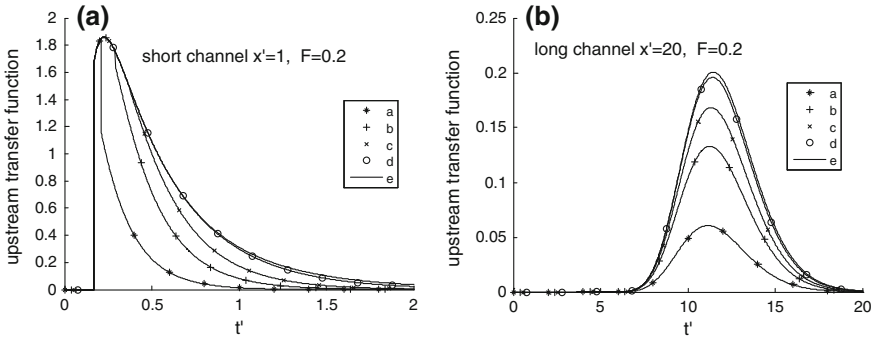 (a)
short channel x'=1, F=0.2
upstream transfer function
2
1.8
1.6
1.4
1.2
1
0.8
0.6
0.4
0.2
0
0 0.5 1 1.5 2
t'
a
b
c
d
e
(b)
long channel x'=20, F=0.2
upstream transfer function
0.25
0.2
0.15
0.1
0.05
0
0 5 10 15 20
t'
a
b
c
d
e